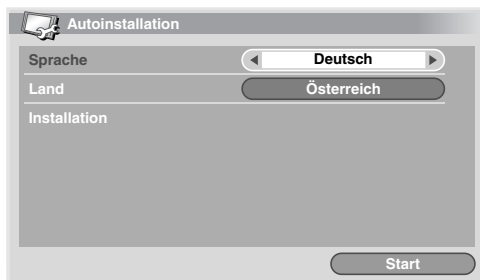 Autoinstallation
Sprache Deutsch
Land Österreich
Installation
Start